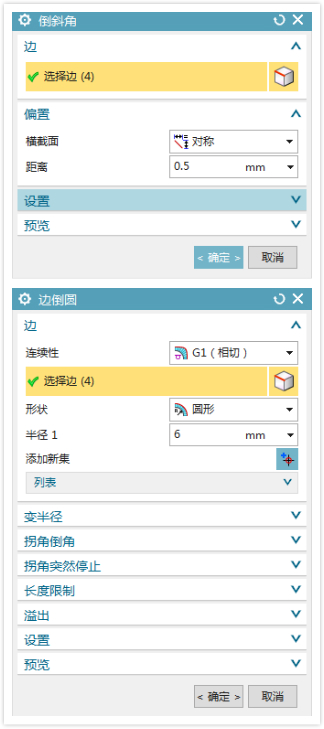 倒斜角
边
选择边 (4)
偏置
横截面 对称
距离 0.5 mm
设置
预览
< 确定 > 取消
边倒圆
边
连续性 G1（相切）
选择边 (4)
形状 圆形
半径 1 6 mm
添加新集
列表
变半径
拐角倒角
拐角突然停止
长度限制
溢出
设置
预览
< 确定 > 取消